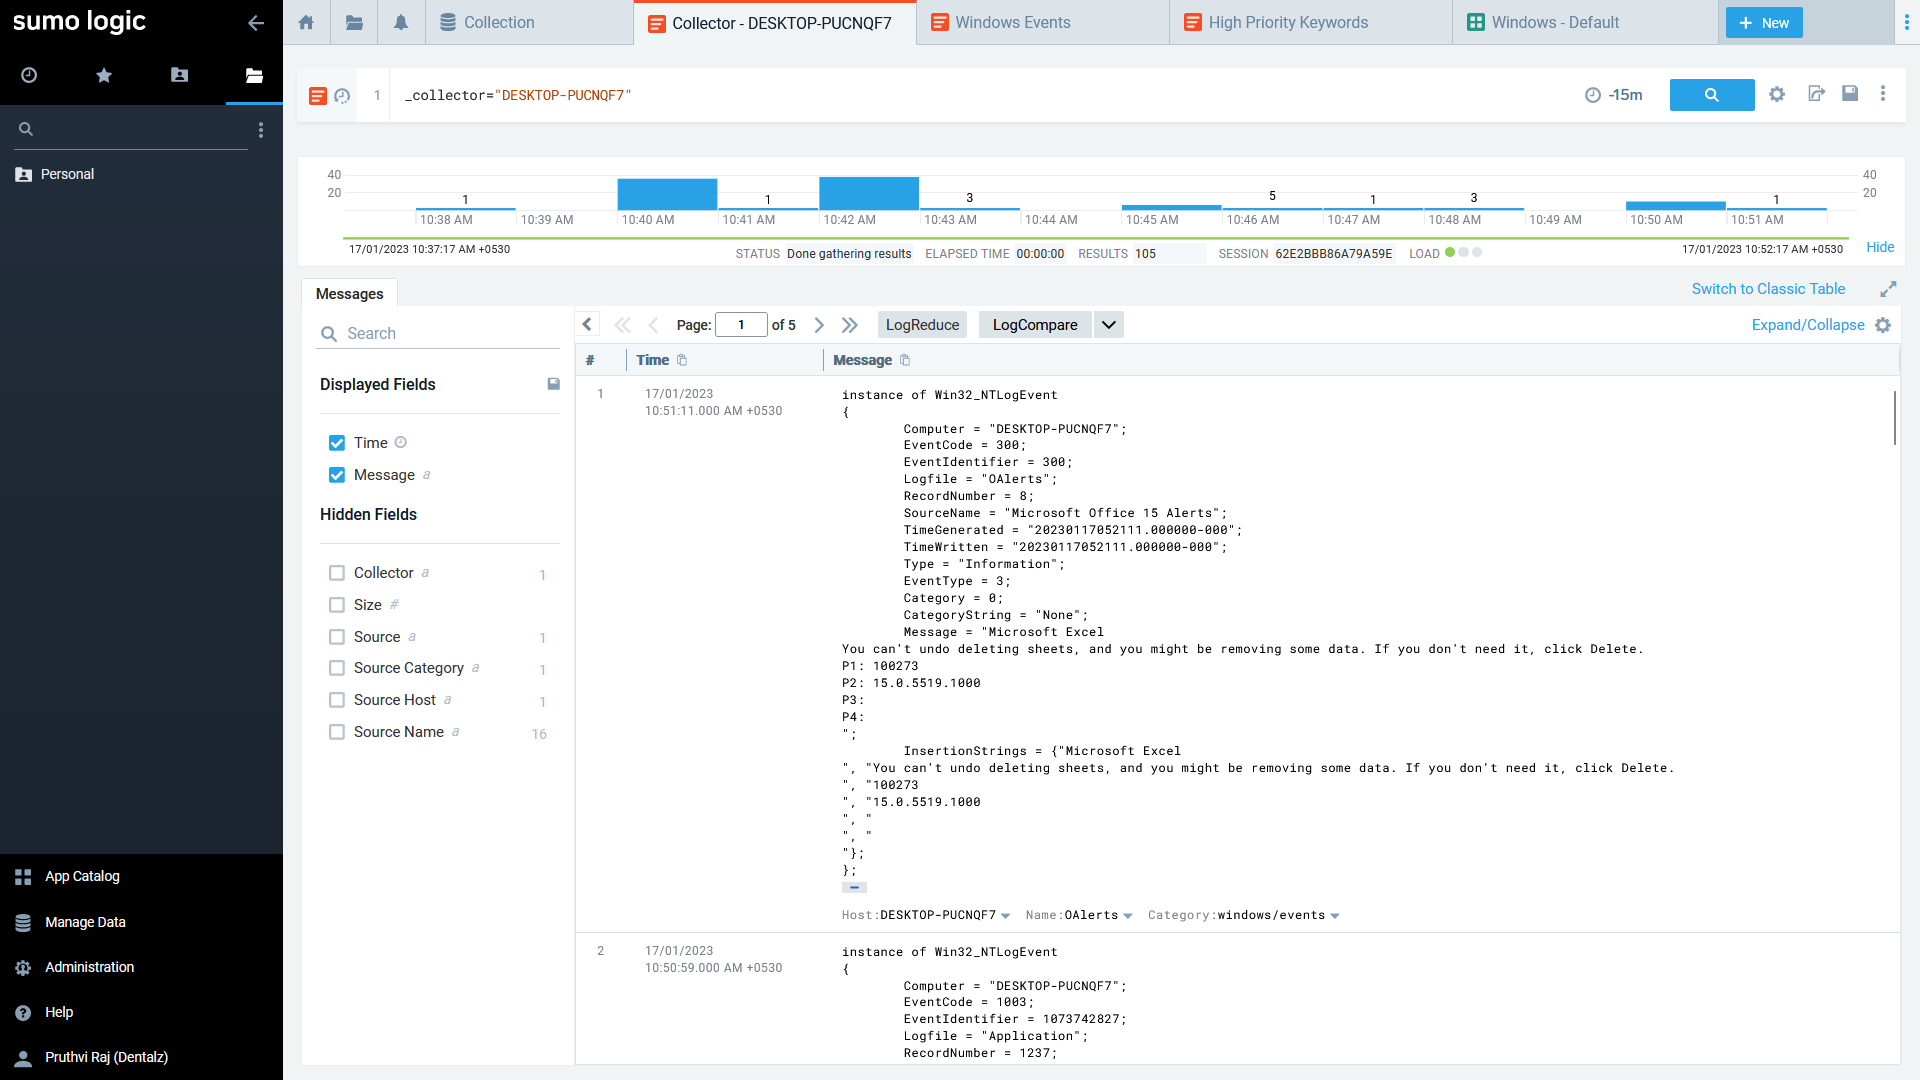 sumo logic
Collection
Collector - DESKTOP-PUCNQF7
Windows Events
High Priority Keywords
Windows - Default
+ New
1
_collector="DESKTOP-PUCNQF7"
-15m
Personal
40
20
1
1
3
5
1
3
1
40
20
10:38 AM
10:39 AM
10:40 AM
10:41 AM
10:42 AM
10:43 AM
10:44 AM
10:45 AM
10:46 AM
10:47 AM
10:48 AM
10:49 AM
10:50 AM
10:51 AM
17/01/2023 10:37:17 AM +0530
STATUS Done gathering results
ELAPSED TIME 00:00:00
RESULTS 105
SESSION 62E2BBB86A79A59E
LOAD
17/01/2023 10:52:17 AM +0530
Hide
Messages
Switch to Classic Table
Search
Page: 1 of 5
LogReduce
LogCompare
Expand/Collapse
Displayed Fields
Time
Message a
Hidden Fields
Collector a 1
Size #
Source a 1
Source Category a 1
Source Host a 1
Source Name a 16
# Time Message
1
17/01/2023
10:51:11.000 AM +0530
instance of Win32_NTLogEvent
{
Computer = "DESKTOP-PUCNQF7";
EventCode = 300;
EventIdentifier = 300;
Logfile = "OAlerts";
RecordNumber = 8;
SourceName = "Microsoft Office 15 Alerts";
TimeGenerated = "20230117052111.000000-000";
TimeWritten = "20230117052111.000000-000";
Type = "Information";
EventType = 3;
Category = 0;
CategoryString = "None";
Message = "Microsoft Excel
You can't undo deleting sheets, and you might be removing some data. If you don't need it, click Delete.
P1: 100273
P2: 15.0.5519.1000
P3:
P4:
";
InsertionStrings = {"Microsoft Excel
", "You can't undo deleting sheets, and you might be removing some data. If you don't need it, click Delete.
", "100273
", "15.0.5519.1000
", "
", "
"};
};
Host:DESKTOP-PUCNQF7 Name:OAlerts Category:windows/events
2
17/01/2023
10:50:59.000 AM +0530
instance of Win32_NTLogEvent
{
Computer = "DESKTOP-PUCNQF7";
EventCode = 1003;
EventIdentifier = 1073742827;
Logfile = "Application";
RecordNumber = 1237;
App Catalog
Manage Data
Administration
Help
Pruthvi Raj (Dentalz)